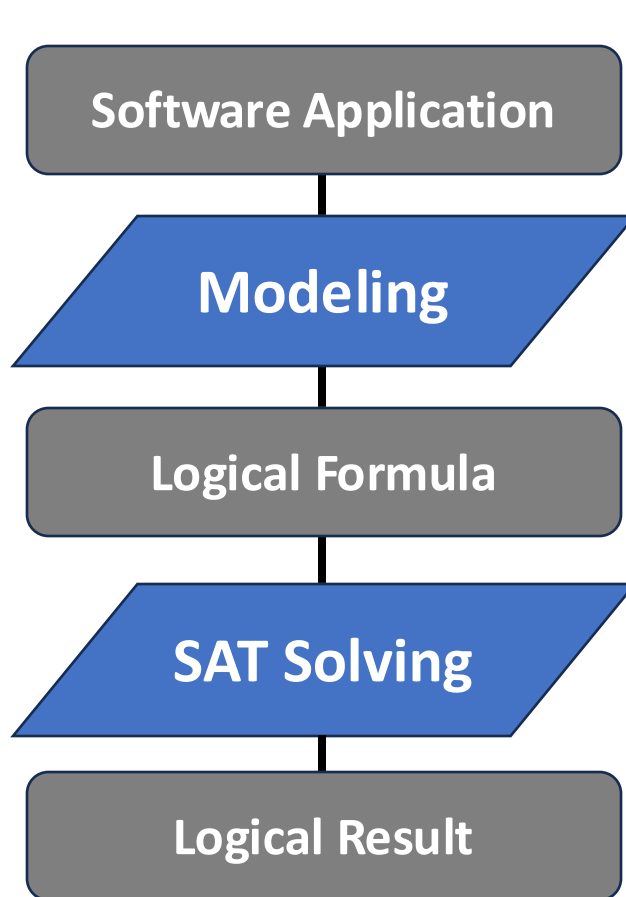 Software Application
Modeling
Logical Formula
SAT Solving
Logical Result